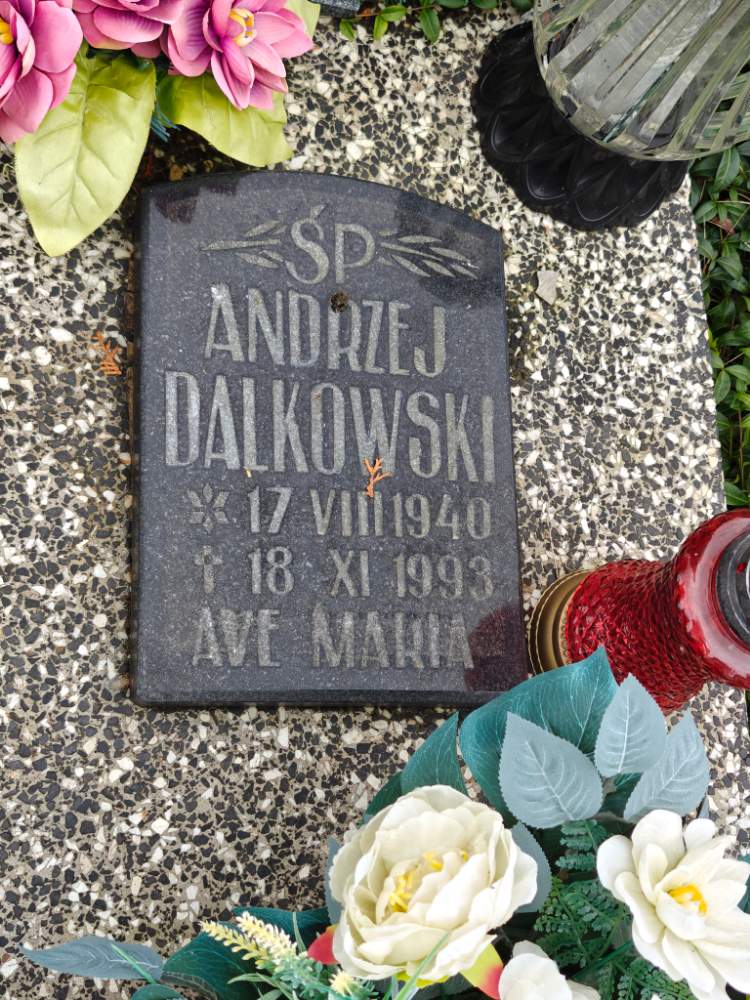 ŚP
ANDRZEJ
DALKOWSKI
* 17 VIII 1940
† 18 XI 1993
AVE MARIA